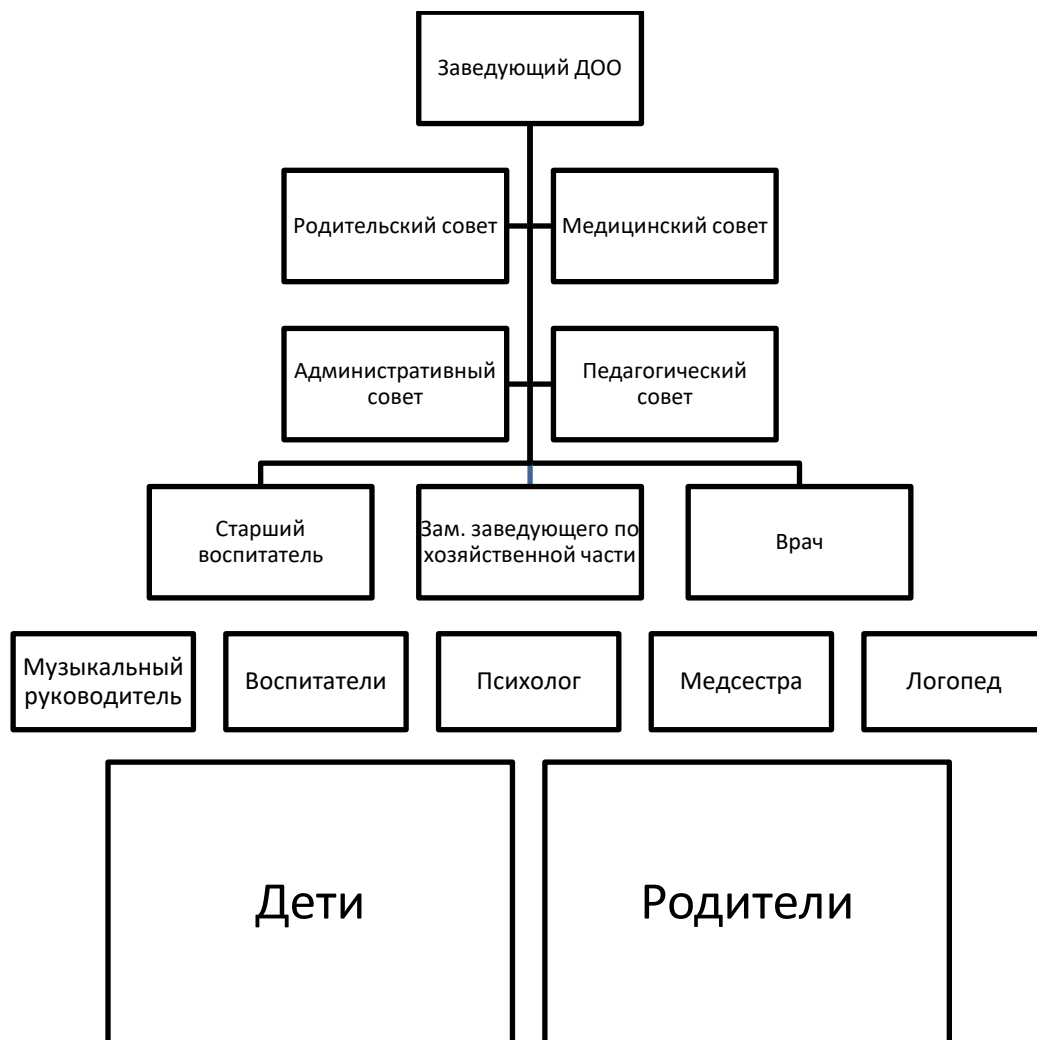 Заведующий ДОО
Родительский совет
Медицинский совет
Административный
совет
Педагогический
совет
Старший
воспитатель
Зам. заведующего по
хозяйственной части
Врач
Музыкальный
руководитель
Воспитатели
Психолог
Медсестра
Логопед
Дети
Родители